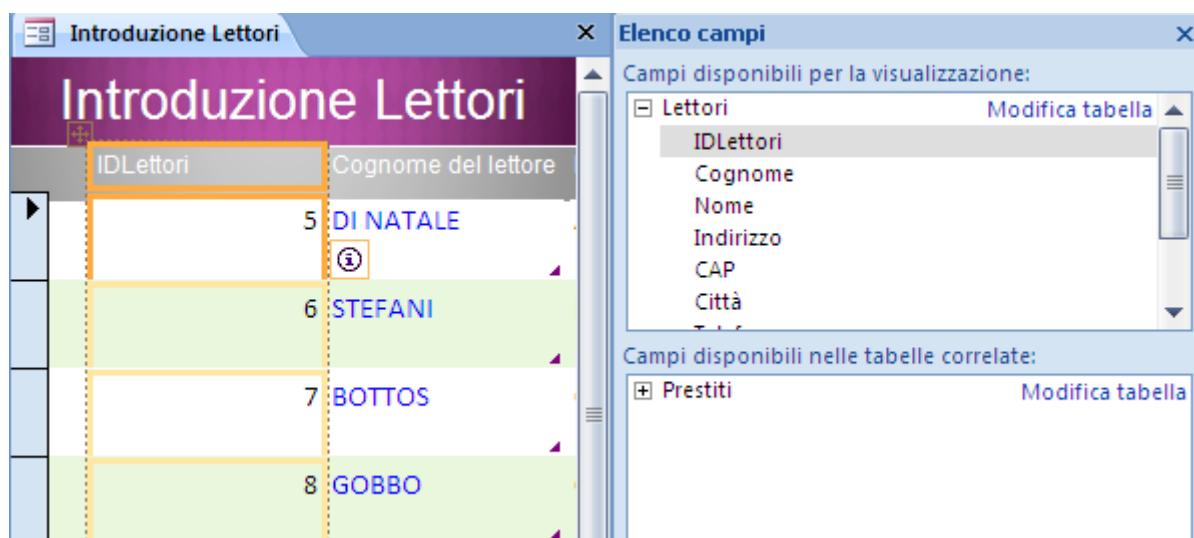 Introduzione Lettori
Introduzione Lettori
IDLettori Cognome del lettore
5 DI NATALE
6 STEFANI
7 BOTTOS
8 GOBBO
Elenco campi
Campi disponibili per la visualizzazione:
Lettori Modifica tabella
IDLettori
Cognome
Nome
Indirizzo
CAP
Città
Campi disponibili nelle tabelle correlate:
Prestiti Modifica tabella